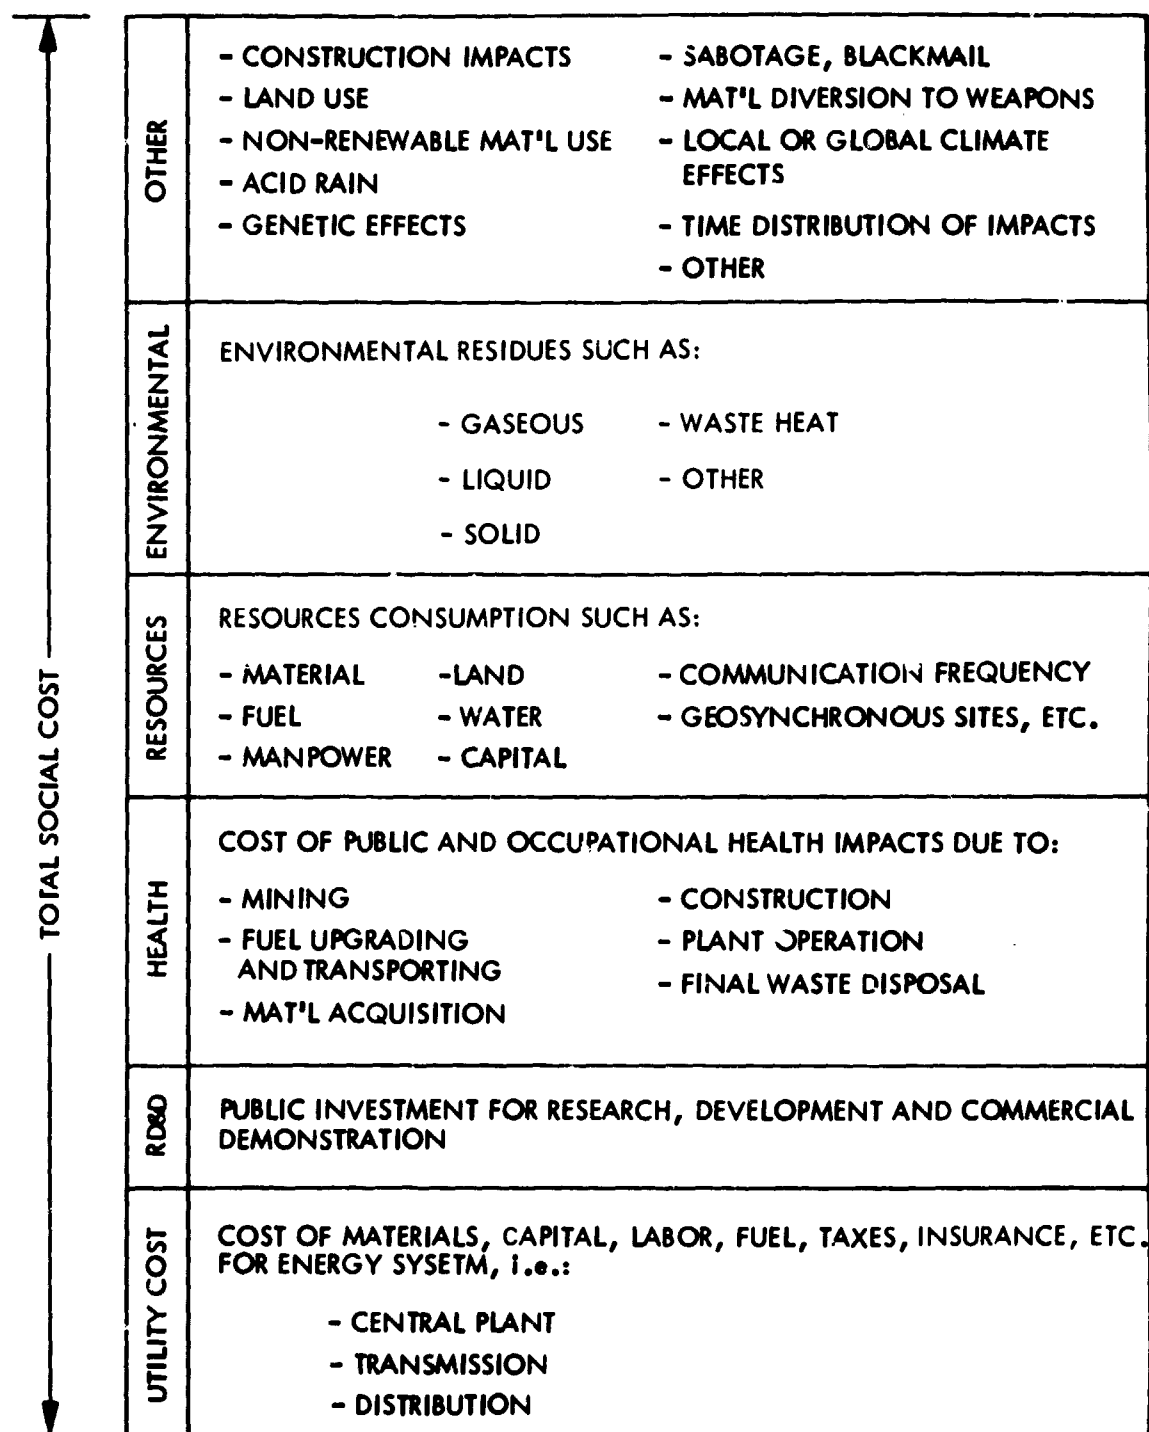 TOTAL SOCIAL COST
OTHER
- CONSTRUCTION IMPACTS
- LAND USE
- NON-RENEWABLE MAT'L USE
- ACID RAIN
- GENETIC EFFECTS
- SABOTAGE, BLACKMAIL
- MAT'L DIVERSION TO WEAPONS
- LOCAL OR GLOBAL CLIMATE
EFFECTS
- TIME DISTRIBUTION OF IMPACTS
- OTHER
ENVIRONMENTAL
ENVIRONMENTAL RESIDUES SUCH AS:
- GASEOUS
- LIQUID
- SOLID
- WASTE HEAT
- OTHER
RESOURCES
RESOURCES CONSUMPTION SUCH AS:
- MATERIAL
- FUEL
- MANPOWER
-LAND
- WATER
- CAPITAL
- COMMUNICATION FREQUENCY
- GEOSYNCHRONOUS SITES, ETC.
HEALTH
COST OF PUBLIC AND OCCUPATIONAL HEALTH IMPACTS DUE TO:
- MINING
- FUEL UPGRADING
AND TRANSPORTING
- MAT'L ACQUISITION
- CONSTRUCTION
- PLANT OPERATION
- FINAL WASTE DISPOSAL
RD&D
PUBLIC INVESTMENT FOR RESEARCH, DEVELOPMENT AND COMMERCIAL
DEMONSTRATION
UTILITY COST
COST OF MATERIALS, CAPITAL, LABOR, FUEL, TAXES, INSURANCE, ETC.
FOR ENERGY SYSETM, i.e.:
- CENTRAL PLANT
- TRANSMISSION
- DISTRIBUTION